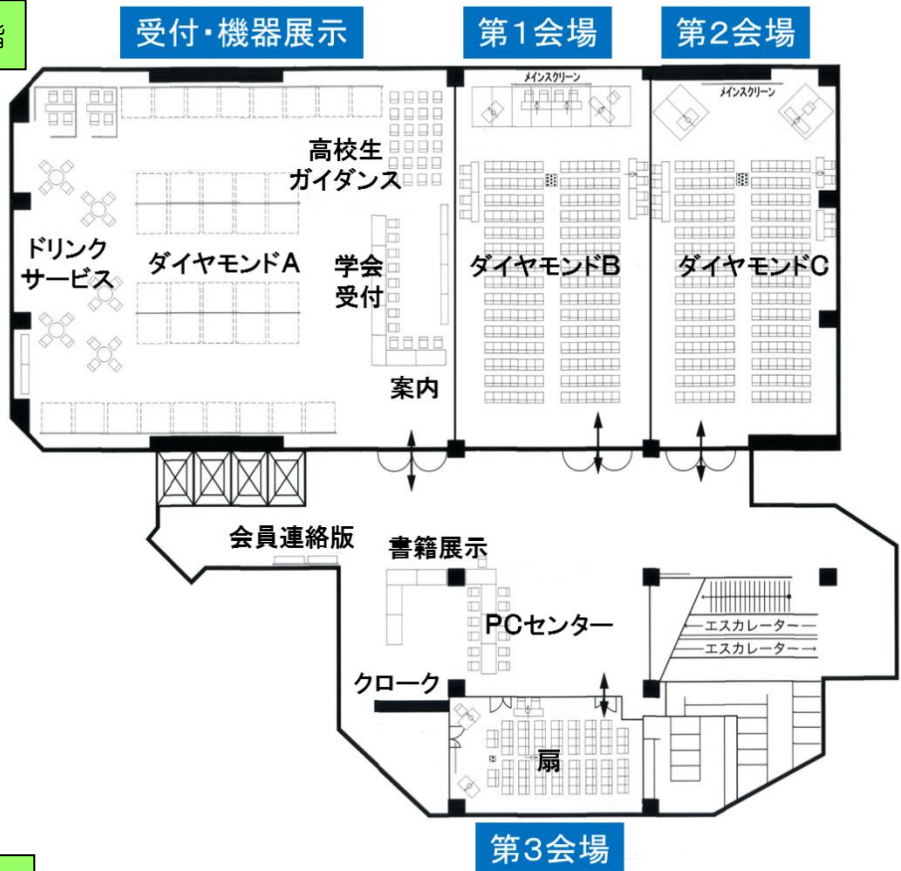 階
受付・機器展示
第1会場
第2会場
メインスクリーン
メインスクリーン
高校生
ガイダンス
ドリンク
サービス
ダイヤモンドA
学会
受付
ダイヤモンドB
ダイヤモンドC
案内
会員連絡版
書籍展示
PCセンター
エスカレーター
エスカレーター
クローク
扇
第3会場